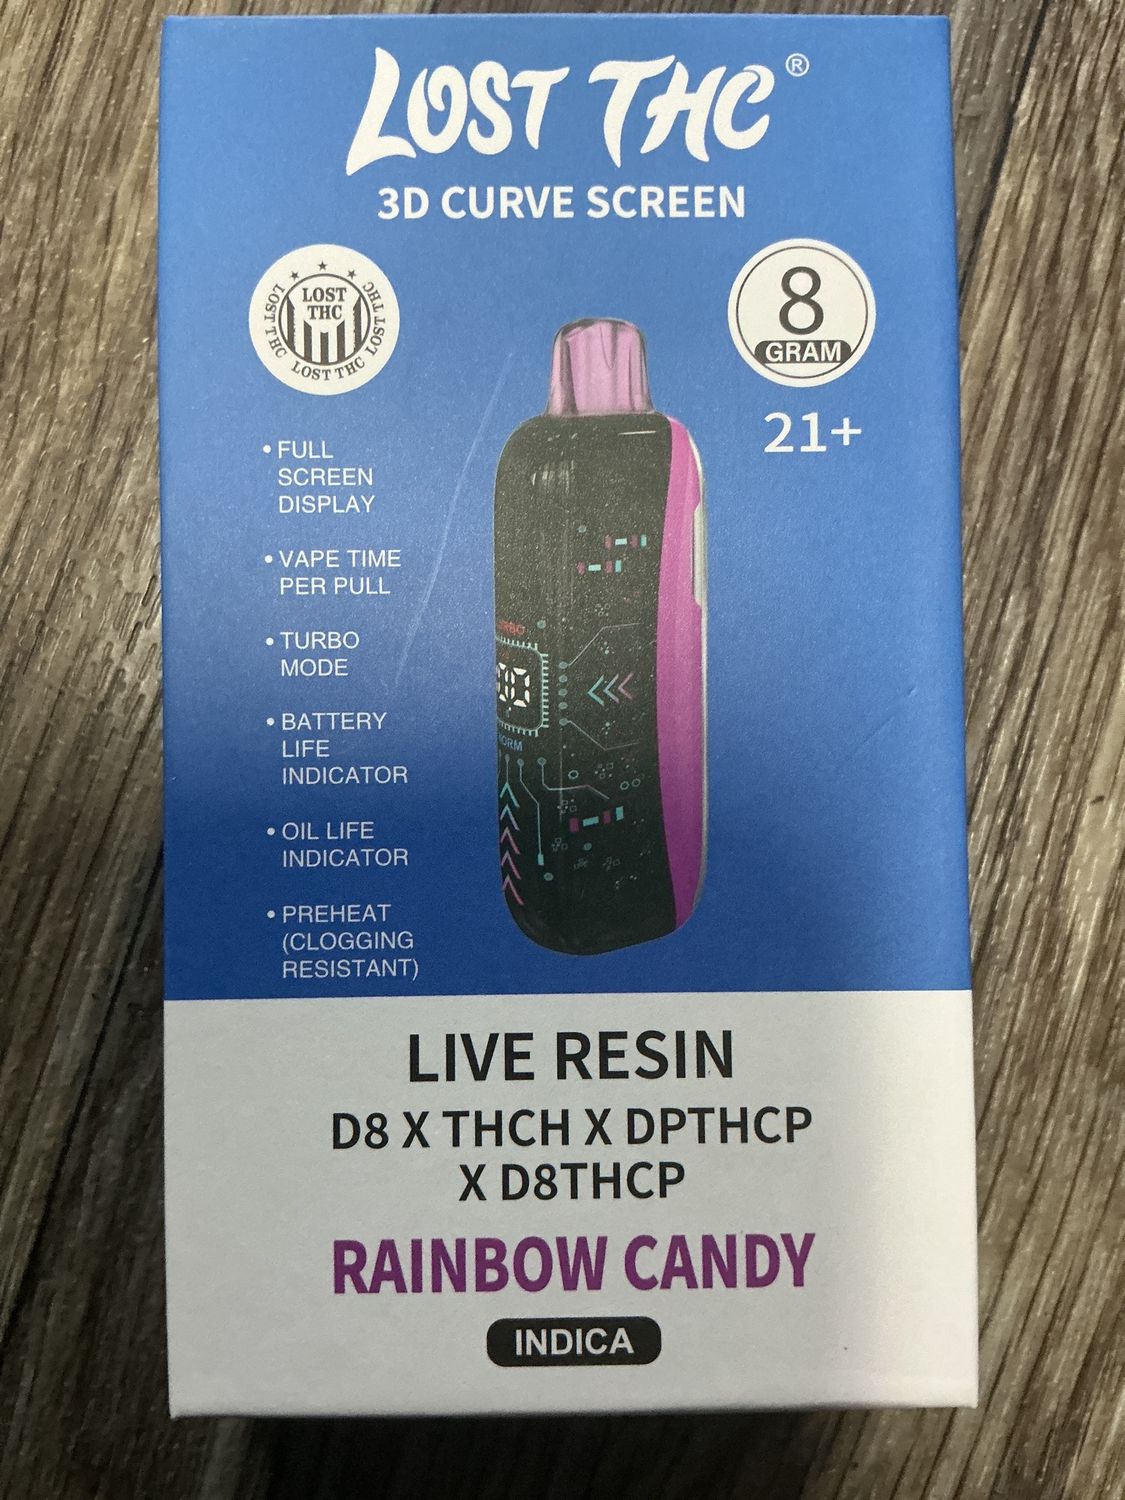 LOST THC®
3D CURVE SCREEN
LOST
THC
LOST THC LOST THC LOST THC
8
GRAM
21+
• FULL
SCREEN
DISPLAY
• VAPE TIME
PER PULL
• TURBO
MODE
• BATTERY
LIFE
INDICATOR
• OIL LIFE
INDICATOR
• PREHEAT
(CLOGGING
RESISTANT)
LIVE RESIN
D8 X THCH X DPTHCP
X D8THCP
RAINBOW CANDY
INDICA